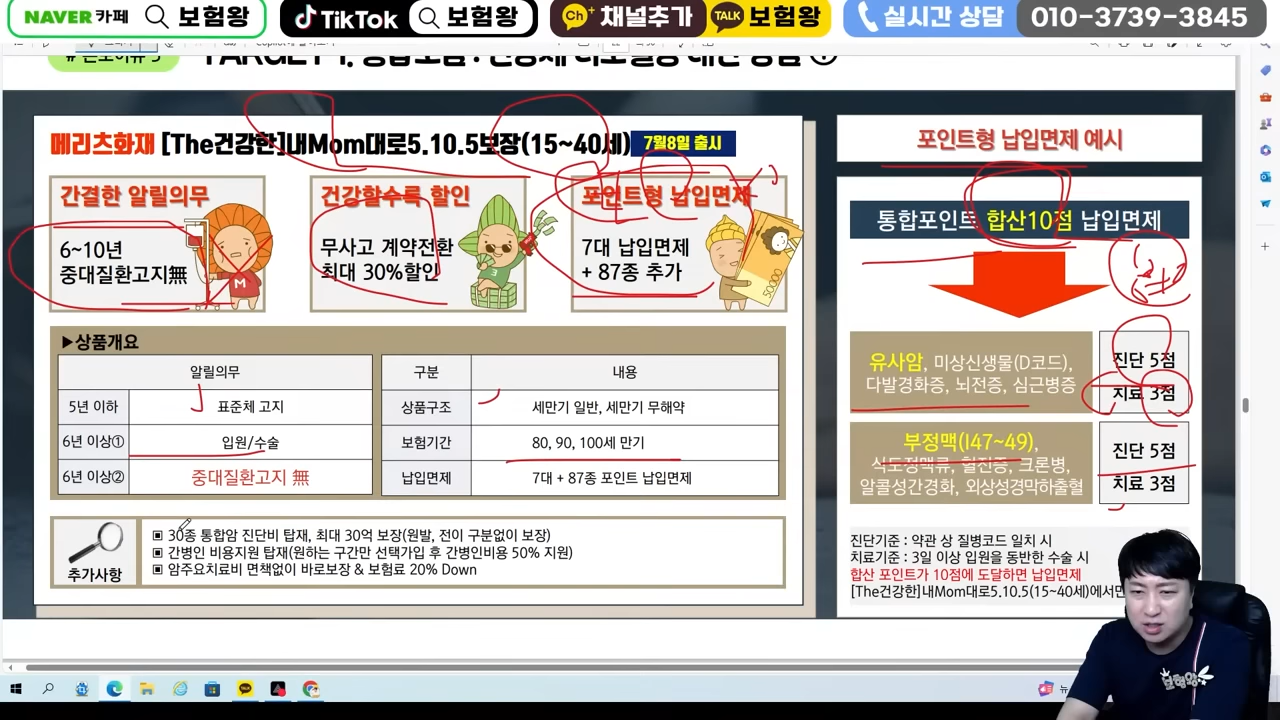 NAVER 카페 보험왕
TikTok 보험왕
Ch+ 채널추가
TALK 보험왕
실시간 상담 010-3739-3845
메리츠화재 [The건강한]내Mom대로5.10.5보장(15~40세) 7월8일 출시
간결한 알릴의무
6~10년
중대질환고지無
건강할수록 할인
무사고 계약전환
최대 30%할인
포인트형 납입면제
7대 납입면제
+ 87종 추가
▶상품개요
알릴의무
5년 이하 표준체 고지
6년 이상① 입원/수술
6년 이상② 중대질환고지 無
구분 내용
상품구조 세만기 일반, 세만기 무해약
보험기간 80, 90, 100세 만기
납입면제 7대 + 87종 포인트 납입면제
추가사항
▣ 30종 통합암 진단비 탑재, 최대 30억 보장(원발, 전이 구분없이 보장)
▣ 간병인 비용지원 탑재(원하는 구간만 선택가입 후 간병인비용 50% 지원)
▣ 암주요치료비 면책없이 바로보장 & 보험료 20% Down
포인트형 납입면제 예시
통합포인트 합산10점 납입면제
유사암, 미상신생물(D코드),
다발경화증, 뇌전증, 심근병증
진단 5점
치료 3점
부정맥(I47~49),
식도정맥류, 혈전증, 크론병,
알콜성간경화, 외상성경막하출혈
진단 5점
치료 3점
진단기준 : 약관 상 질병코드 일치 시
치료기준 : 3일 이상 입원을 동반한 수술 시
합산 포인트가 10점에 도달하면 납입면제
[The건강한]내Mom대로5.10.5(15~40세)에서만
보험왕